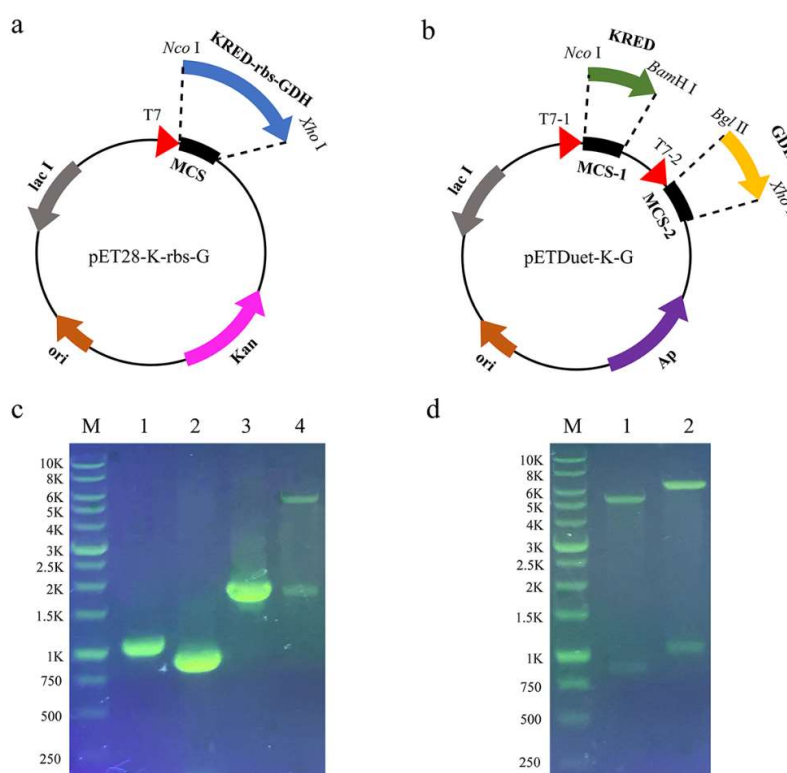 a
Nco I
KRED-rbs-GDH
Xho I
T7
MCS
lac I
pET28-K-rbs-G
ori
Kan
b
Nco I
KRED
BamH I
T7-1
MCS-1
T7-2
Bgl II
MCS-2
lac I
pETDuet-K-G
ori
Ap
c
M 1 2 3 4
10K
8K
6K
5K
4K
3K
2.5K
2K
1.5K
1K
750
500
250
d
M 1 2
10K
8K
6K
5K
4K
3K
2.5K
2K
1.5K
1K
750
500
250